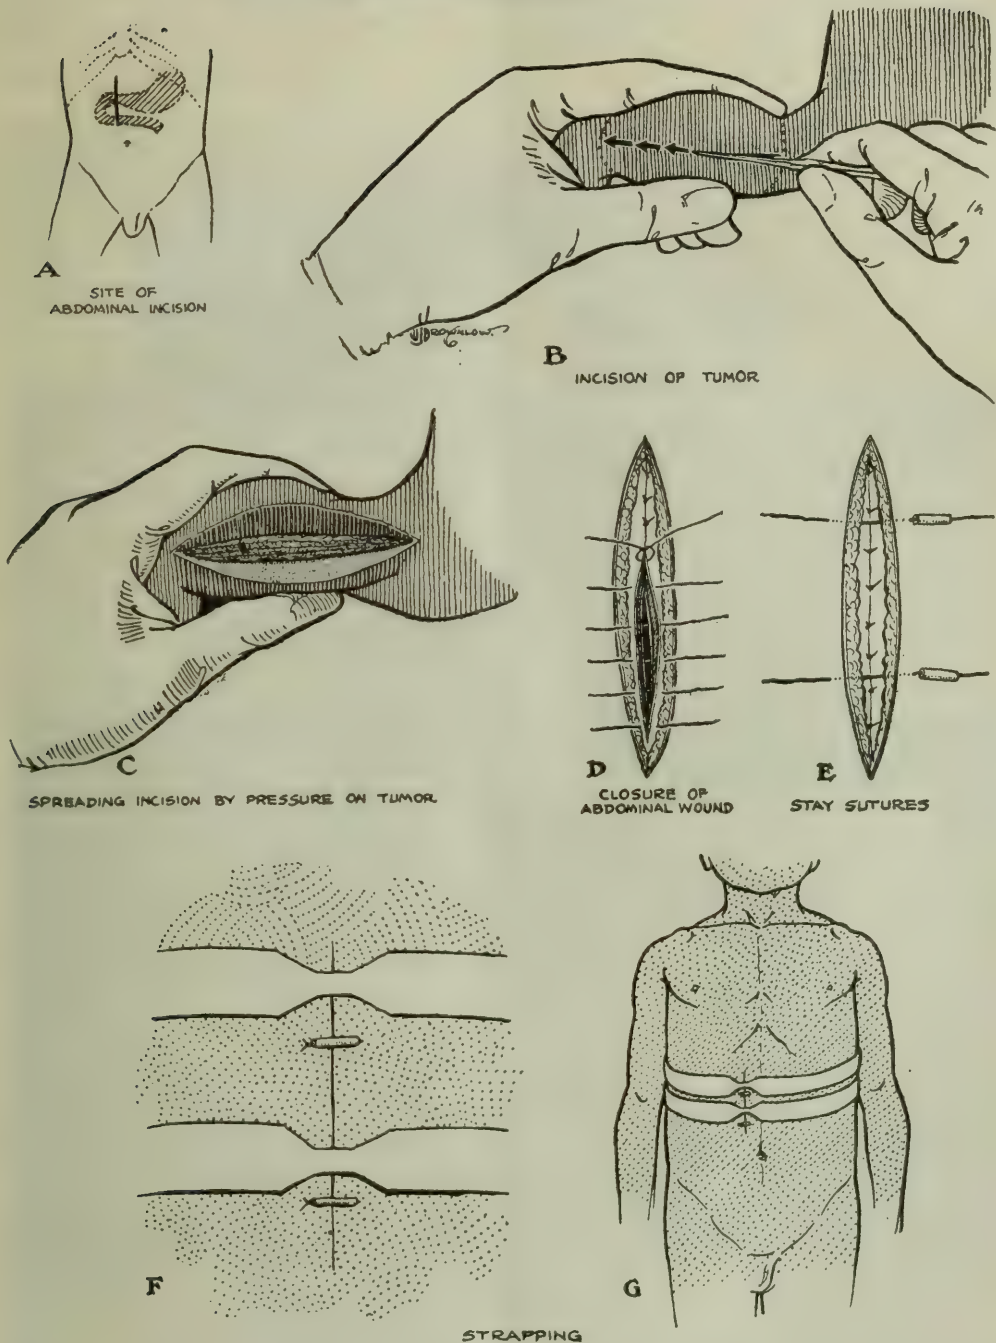 A
SITE OF
ABDOMINAL INCISION
BROWNLOW.
B
INCISION OF TUMOR
C
SPREADING INCISION BY PRESSURE ON TUMOR
D
CLOSURE OF
ABDOMINAL WOUND
E
STAY SUTURES
F
G
STRAPPING